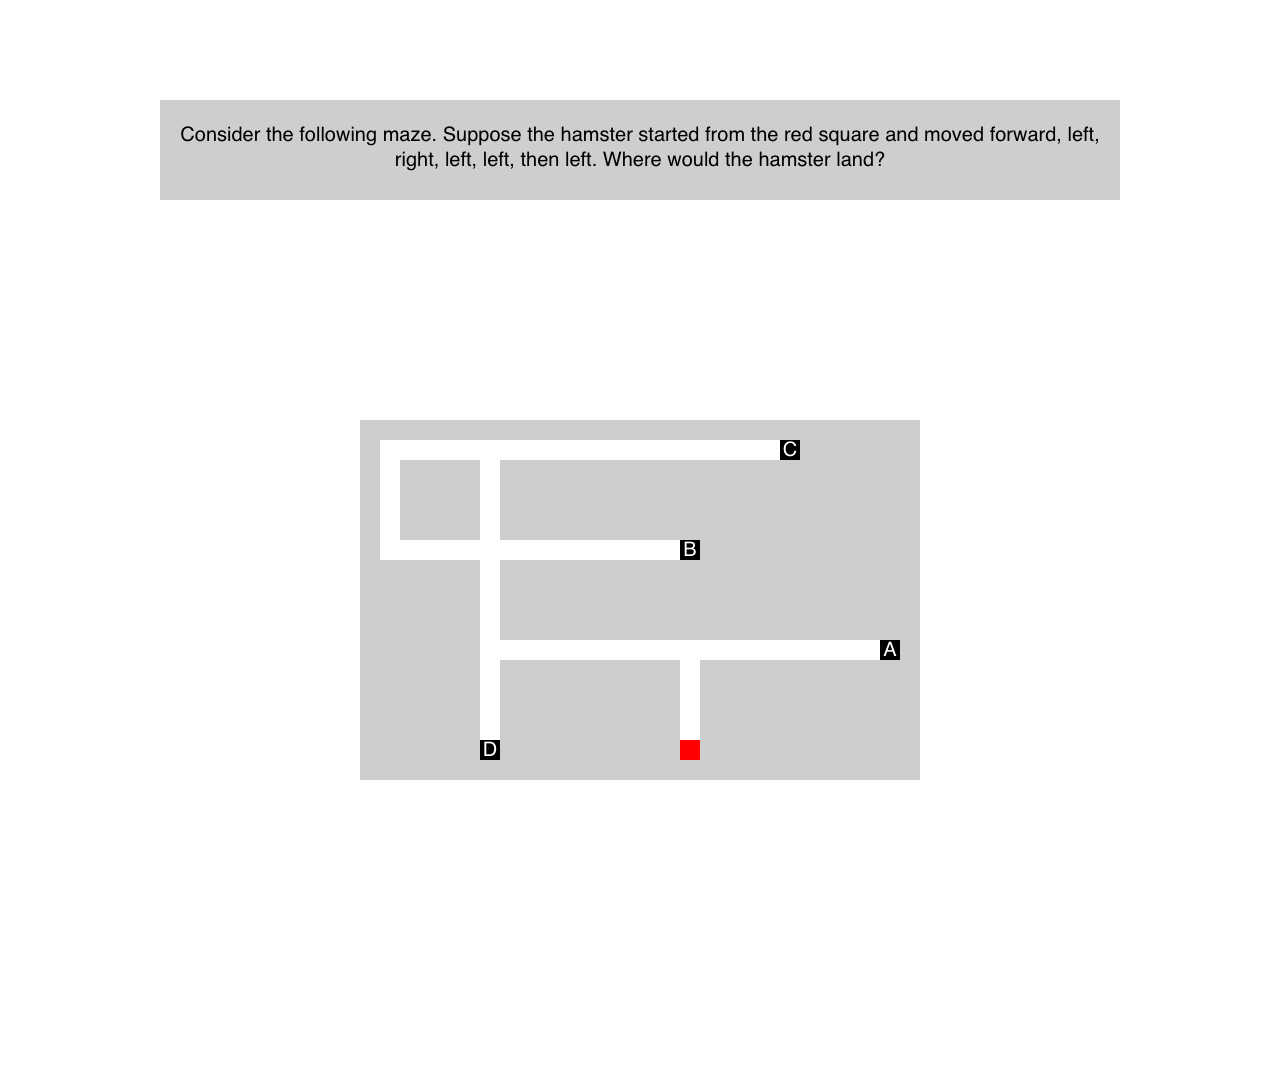 Consider the following maze. Suppose the hamster started from the red square and moved forward, left,
right, left, left, then left. Where would the hamster land?
C
B
A
D